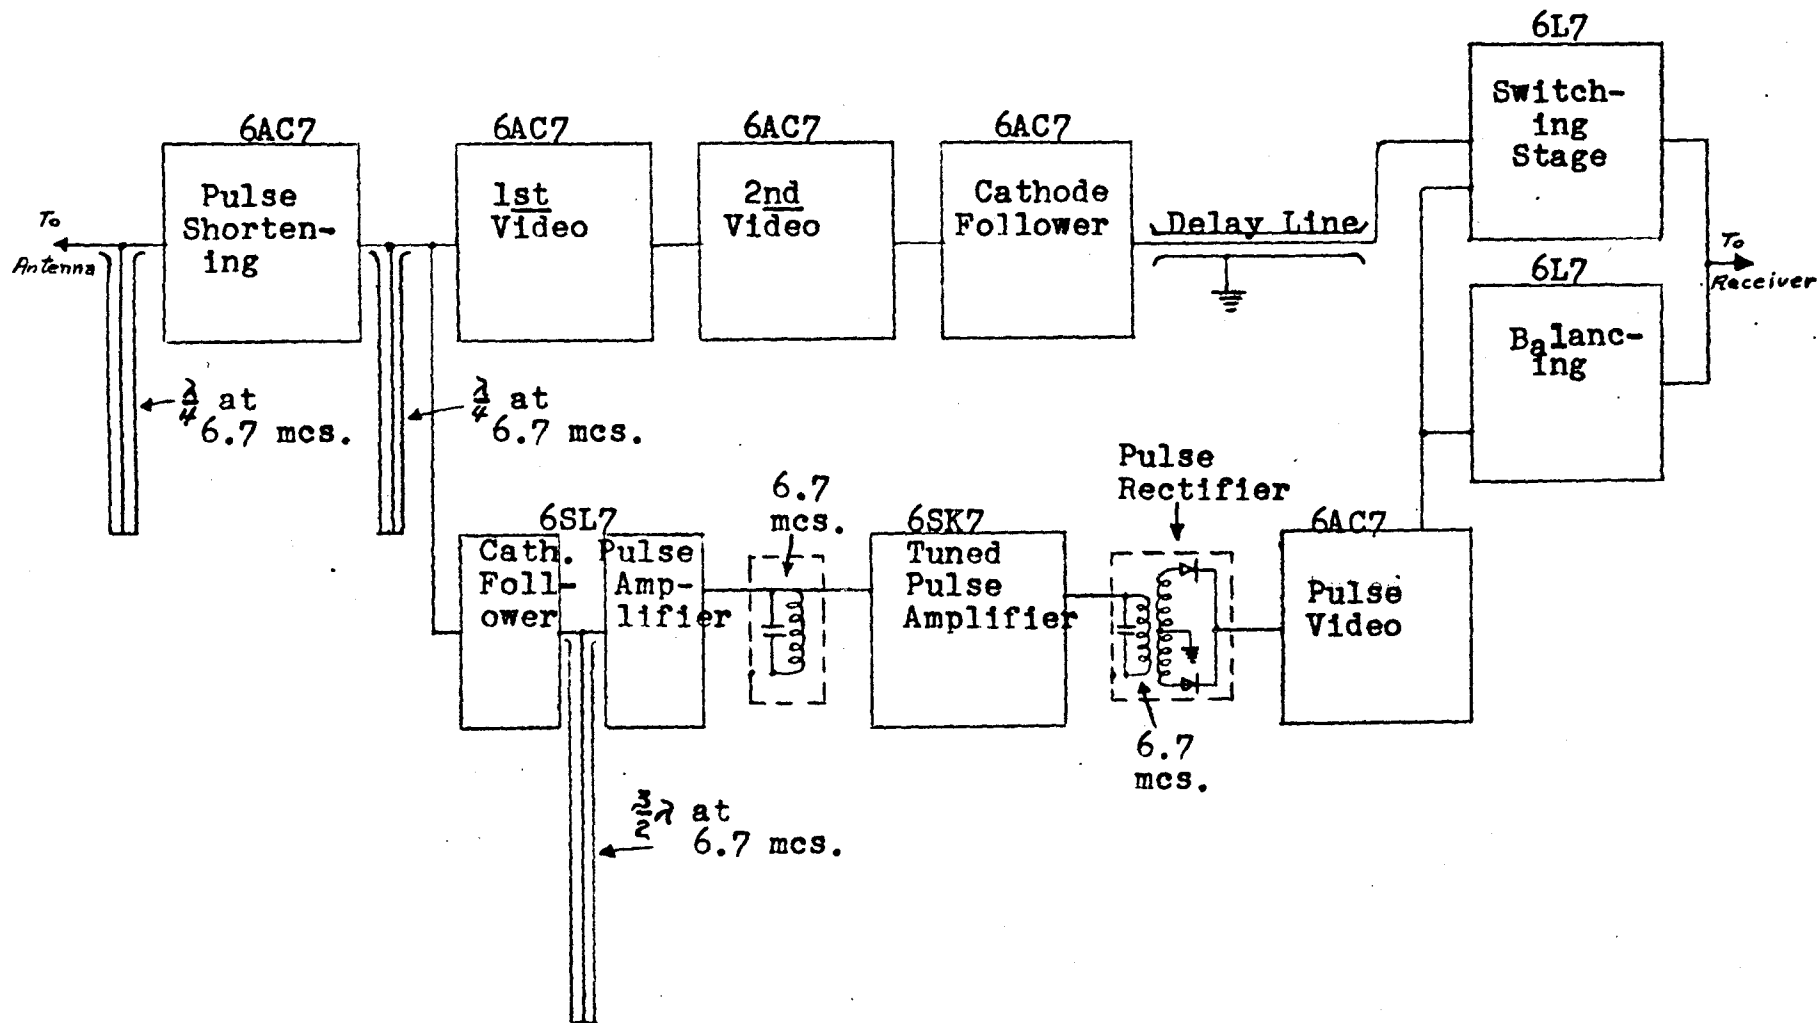 6L7
Switch-
ing
Stage
6AC7
Pulse
Shorten-
ing
6AC7
1st
Video
6AC7
2nd
Video
6AC7
Cathode
Follower
Delay Line
To
Antenna
To
Receiver
6L7
Balanc-
ing
λ/4 at
6.7 mcs.
λ/4 at
6.7 mcs.
6SL7
Cath.
Foll-
ower
Pulse
Amp-
lifier
6.7
mcs.
6SK7
Tuned
Pulse
Amplifier
Pulse
Rectifier
6.7
mcs.
6AC7
Pulse
Video
3/2 λ at
6.7 mcs.